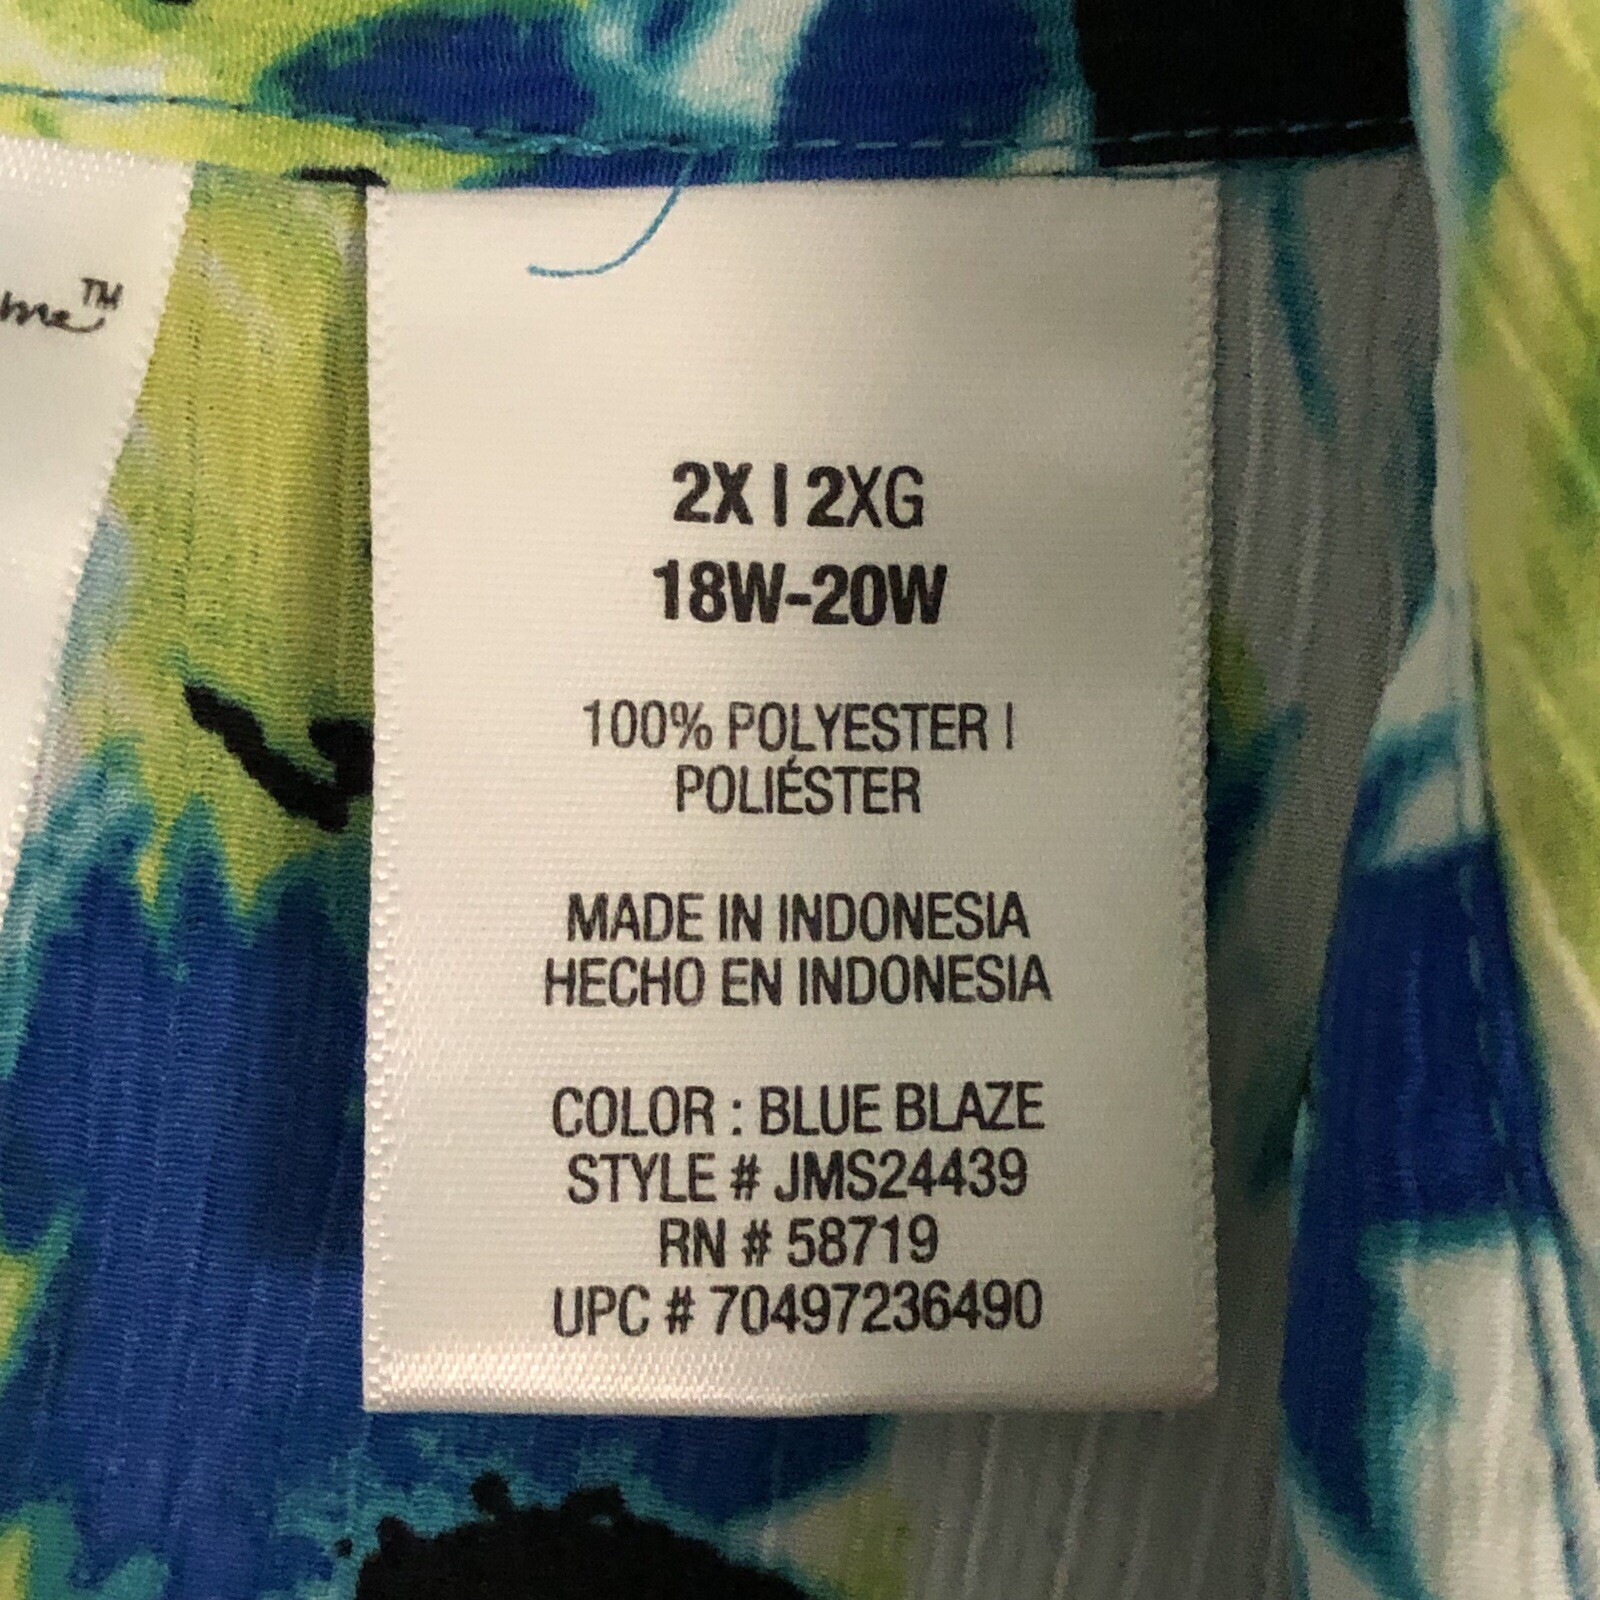 2X | 2XG
18W-20W
100% POLYESTER |
POLIÉSTER
MADE IN INDONESIA
HECHO EN INDONESIA
COLOR : BLUE BLAZE
STYLE # JMS24439
RN # 58719
UPC # 70497236490